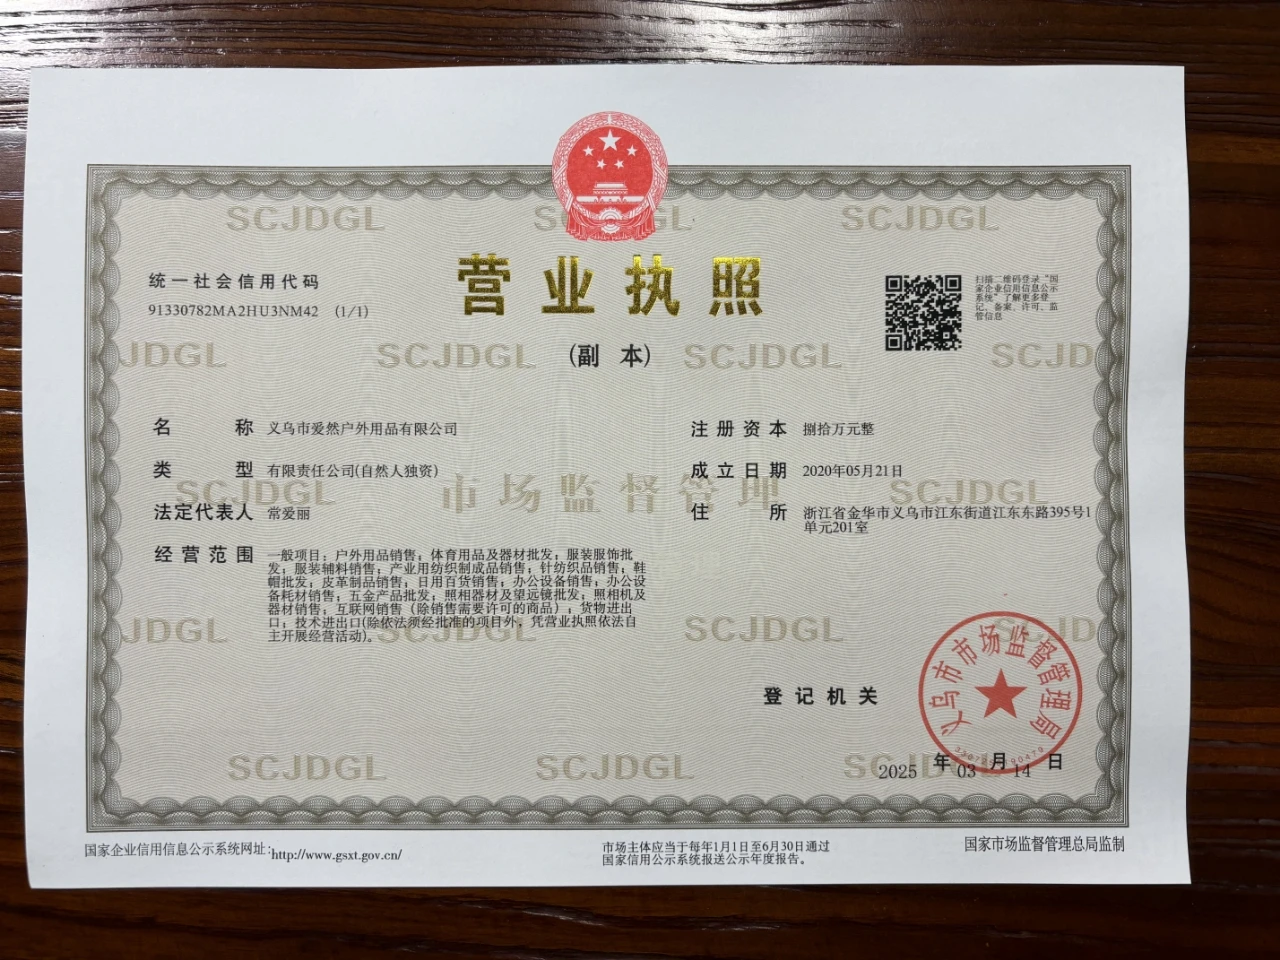 营业执照
(副 本)
统一社会信用代码
91330782MA2HU3NM42 (1/1)
扫描二维码登录“国
家企业信用信息公示
系统”了解更多登
记、备案、许可、监
管信息
名 称 义乌市爱然户外用品有限公司
类 型 有限责任公司(自然人独资)
法定代表人 常爱丽
经营范围 一般项目：户外用品销售；体育用品及器材批发；服装服饰批
发；服装辅料销售；产业用纺织制成品销售；针纺织品销售；鞋
帽批发；皮革制品销售；日用百货销售；办公设备销售；办公设
备耗材销售；五金产品批发；照相器材及望远镜批发；照相机及
器材销售；互联网销售（除销售需要许可的商品）；货物进出
口；技术进出口(除依法须经批准的项目外，凭营业执照依法自
主开展经营活动)。
注册资本 捌拾万元整
成立日期 2020年05月21日
住 所 浙江省金华市义乌市江东街道江东东路395号1
单元201室
登记机关
义乌市市场监督管理局
2025 年 03 月 14 日
SCJDGL SCJDGL
JDGL SCJDGL SCJDGL SCJD
SCJDGL 市场监督管理 SCJDGL
JDGL SCJDGL SCJDGL
SCJDGL SCJDGL
国家企业信用信息公示系统网址:http://www.gsxt.gov.cn/
市场主体应当于每年1月1日至6月30日通过
国家信用公示系统报送公示年度报告。
国家市场监督管理总局监制